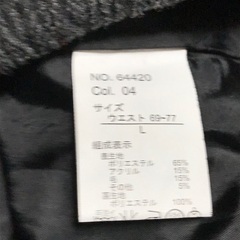 NO. 64420
Col. 04
サイズ
ウエスト 69-77
L
組成表示
表生地
ポリエステル 65%
アクリル 15%
毛 15%
その他 5%
裏生地
ポリエステル 100%